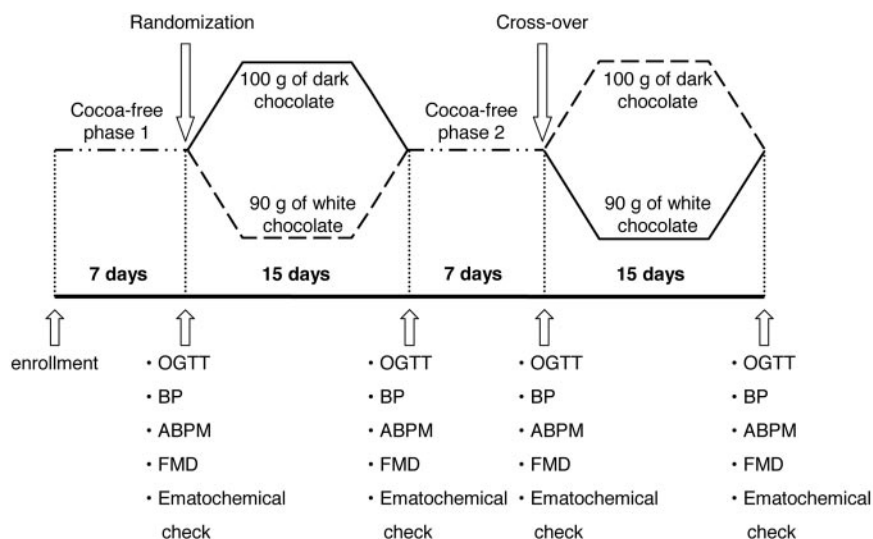 Randomization
Cross-over
100 g of dark
chocolate
100 g of dark
chocolate
Cocoa-free
phase 1
Cocoa-free
phase 2
90 g of white
chocolate
90 g of white
chocolate
7 days
15 days
7 days
15 days
enrollment
· OGTT
· BP
· ABPM
· FMD
· Ematochemical
check
· OGTT
· BP
· ABPM
· FMD
· Ematochemical
check
· OGTT
· BP
· ABPM
· FMD
· Ematochemical
check
· OGTT
· BP
· ABPM
· FMD
· Ematochemical
check